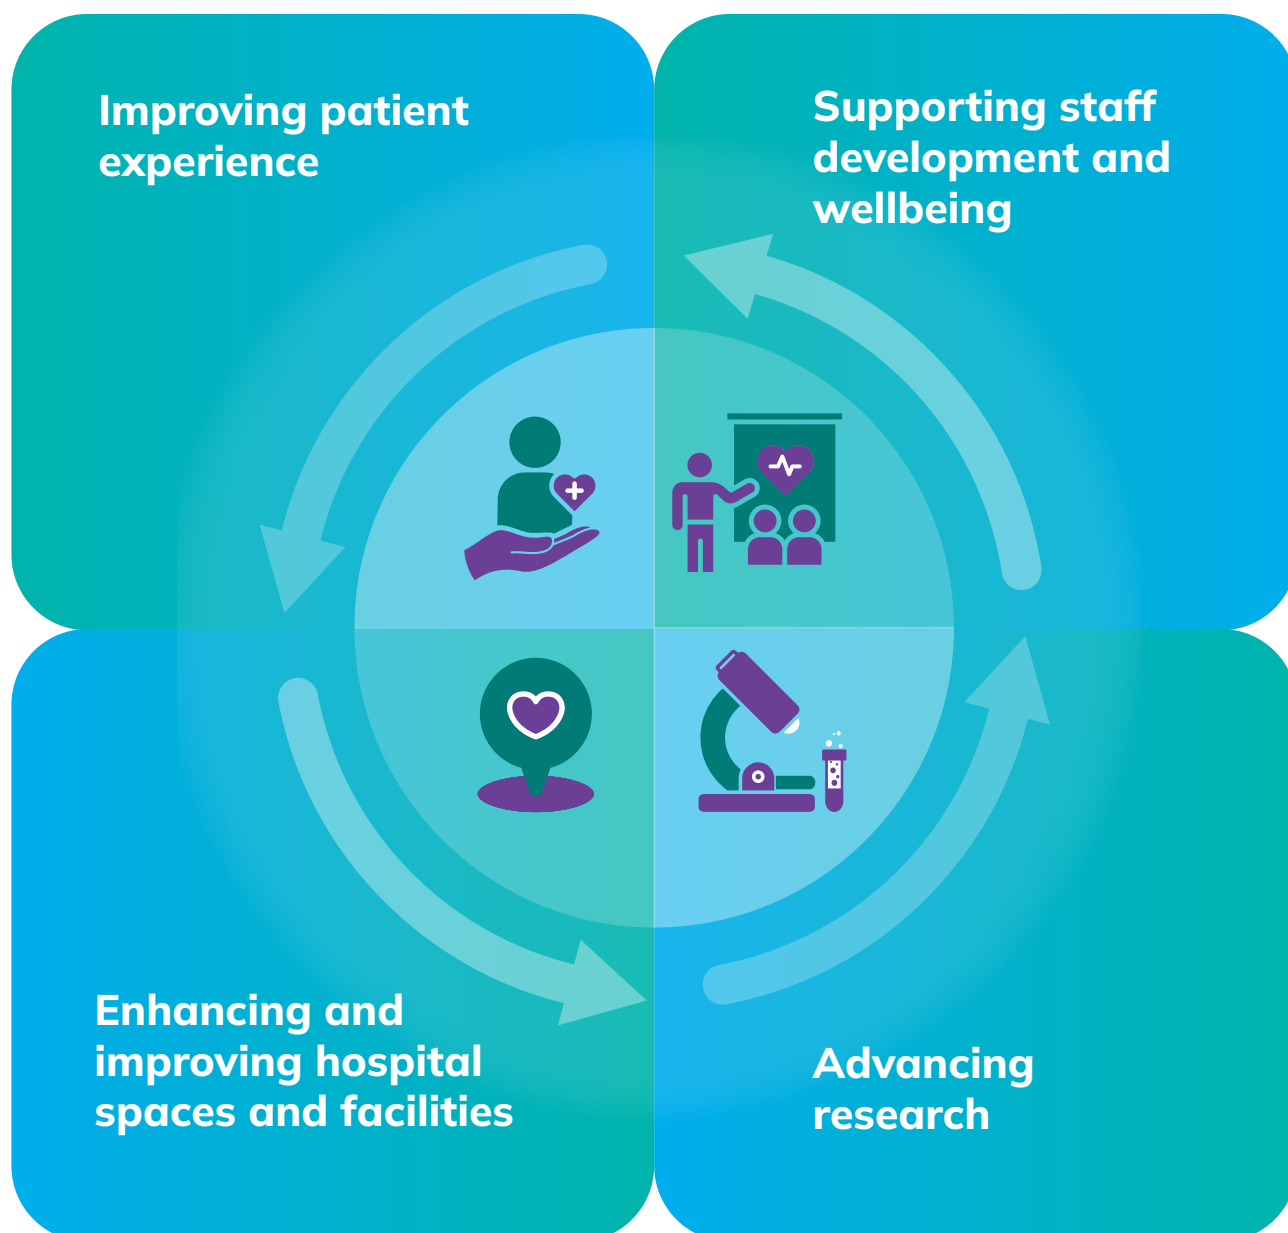 Improving patient
experience
Supporting staff
development and
wellbeing
Enhancing and
improving hospital
spaces and facilities
Advancing
research